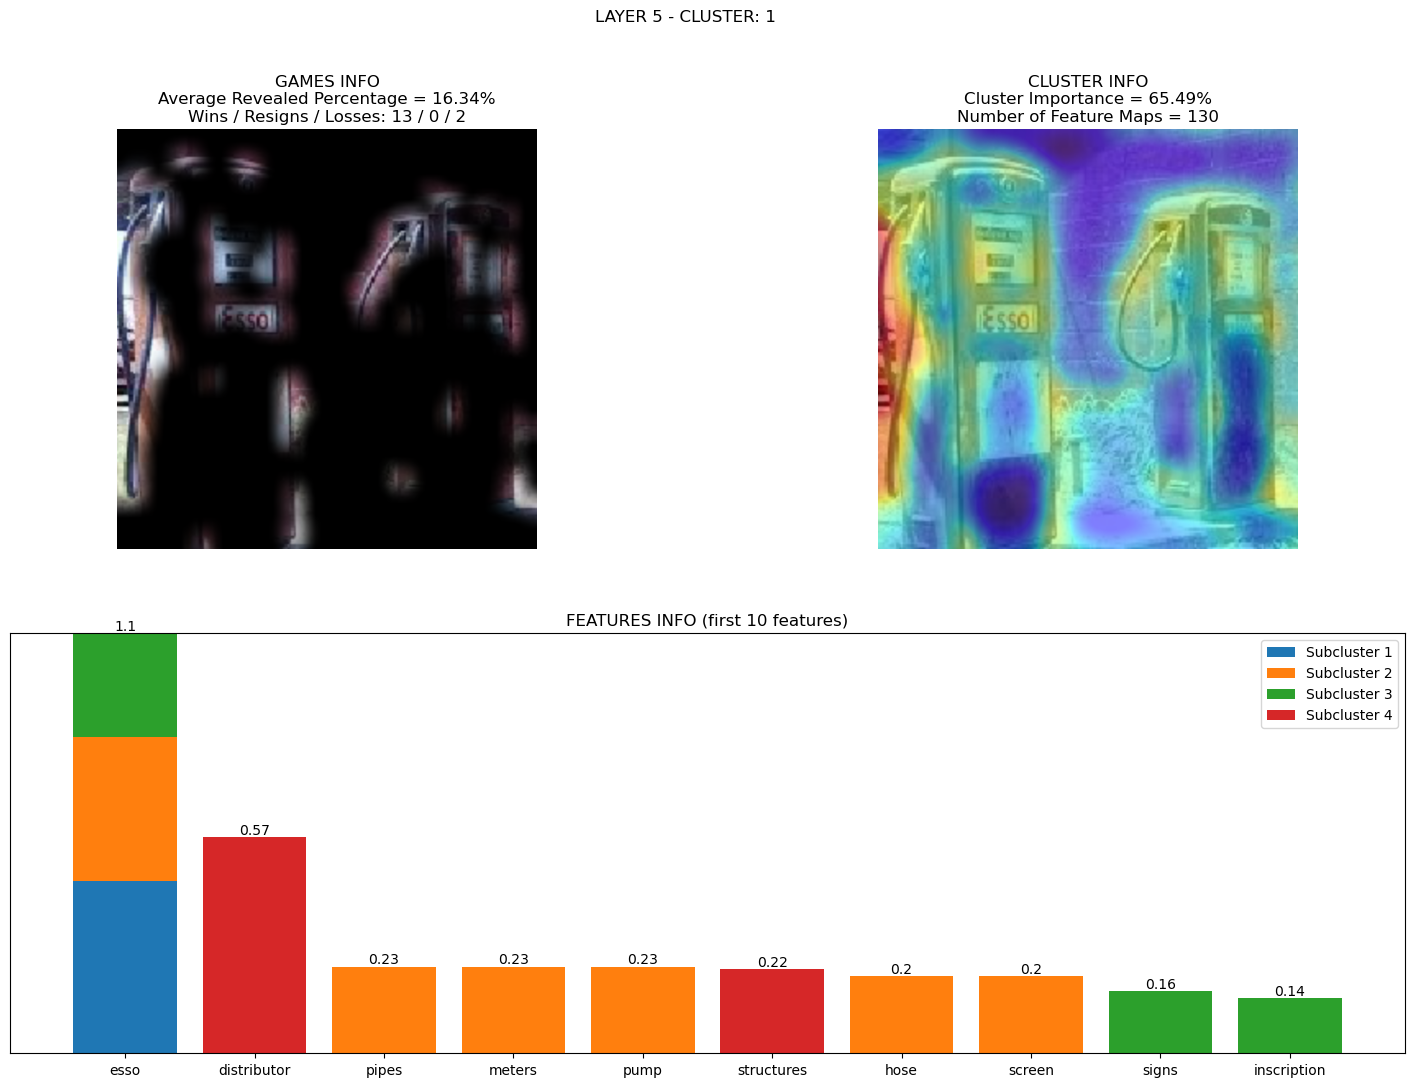 LAYER 5 - CLUSTER: 1
GAMES INFO
Average Revealed Percentage = 16.34%
Wins / Resigns / Losses: 13 / 0 / 2
CLUSTER INFO
Cluster Importance = 65.49%
Number of Feature Maps = 130
ESSO
ESSO
FEATURES INFO (first 10 features)
1.1
0.57
0.23
0.23
0.23
0.22
0.2
0.2
0.16
0.14
Subcluster 1
Subcluster 2
Subcluster 3
Subcluster 4
esso
distributor
pipes
meters
pump
structures
hose
screen
signs
inscription